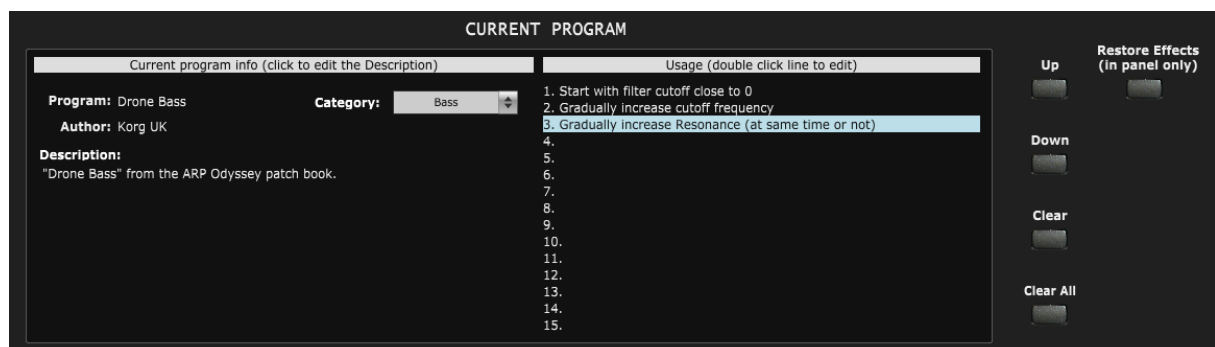 CURRENT PROGRAM
Current program info (click to edit the Description)
Program: Drone Bass
Category: Bass
Author: Korg UK
Description:
"Drone Bass" from the ARP Odyssey patch book.
Usage (double click line to edit)
1. Start with filter cutoff close to 0
2. Gradually increase cutoff frequency
3. Gradually increase Resonance (at same time or not)
4.
5.
6.
7.
8.
9.
10.
11.
12.
13.
14.
15.
Up
Restore Effects
(in panel only)
Down
Clear
Clear All